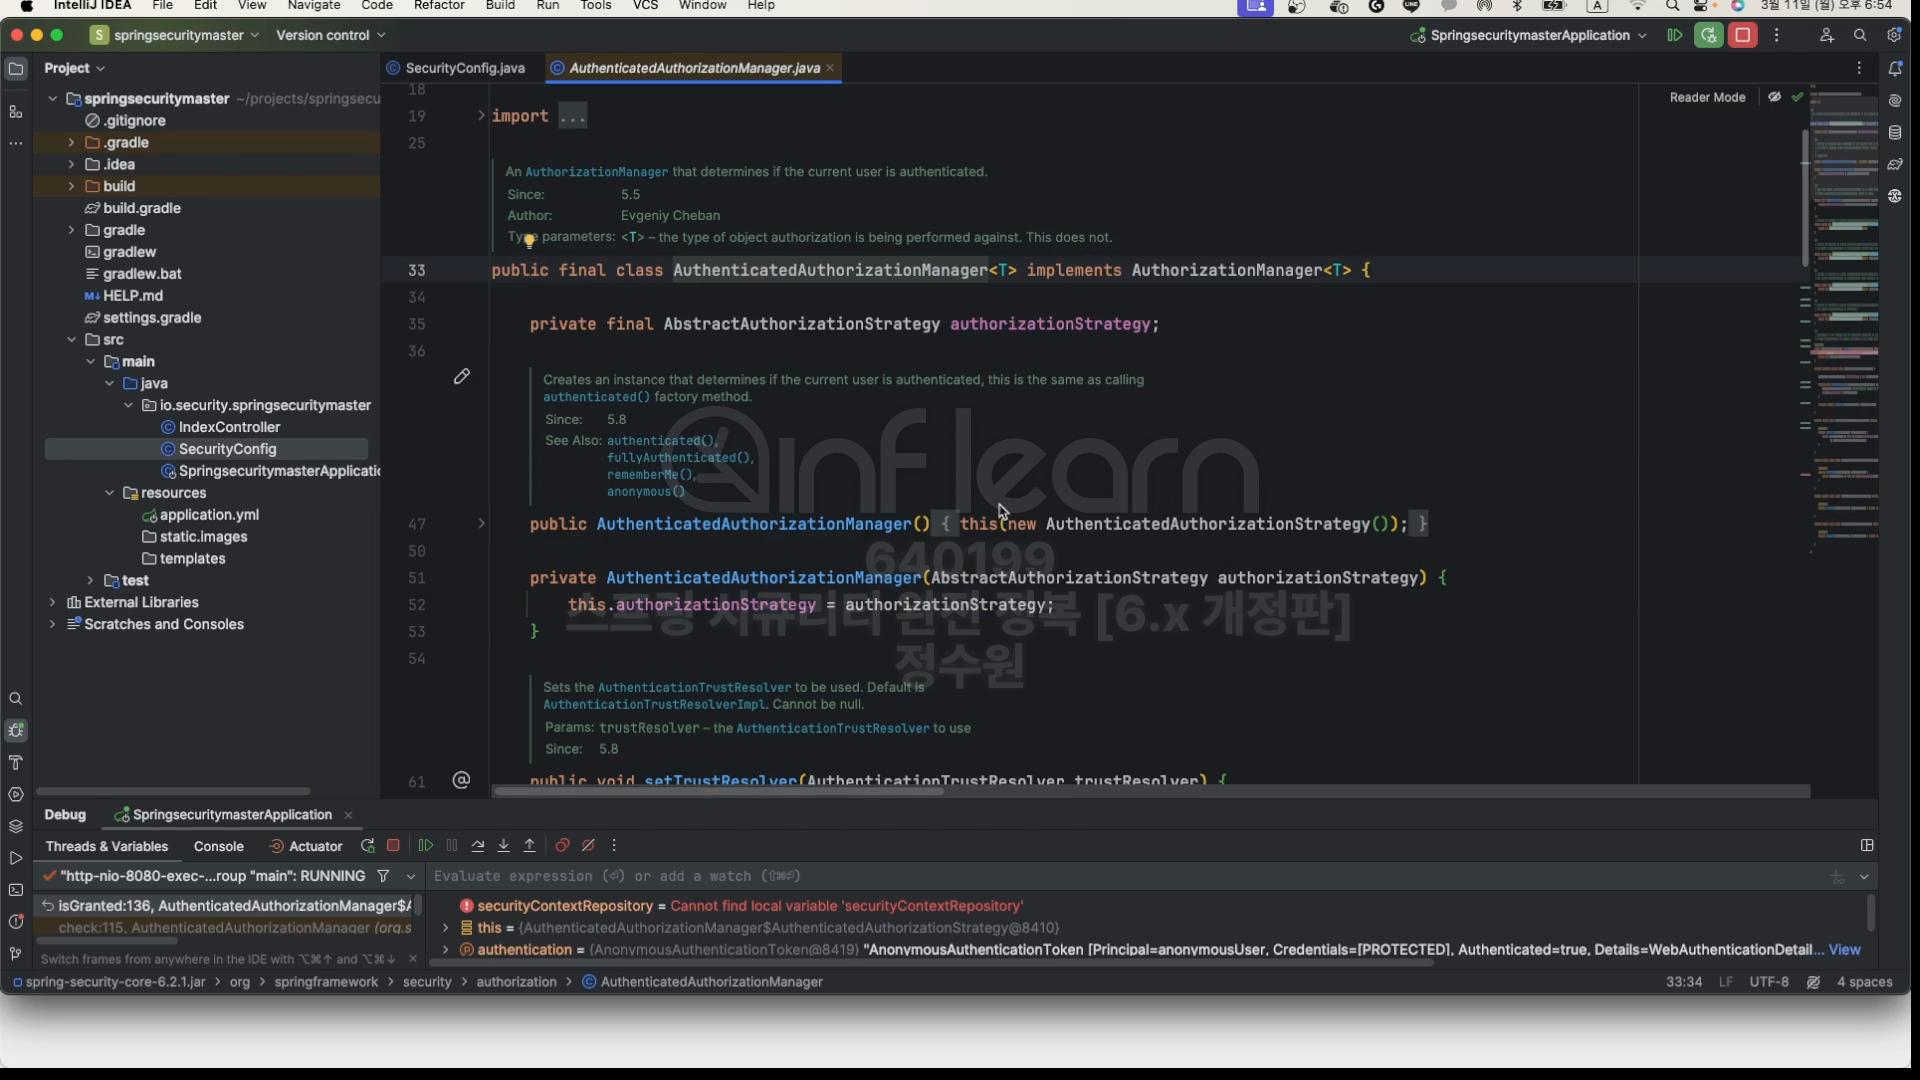 IntelliJ IDEA File Edit View Navigate Code Refactor Build Run Tools VCS Window Help 3월 11일 (월) 오후 6:54
S springsecuritymaster Version control SpringsecuritymasterApplication
Project
SecurityConfig.java AuthenticatedAuthorizationManager.java
springsecuritymaster ~/projects/springsecu
.gitignore
.gradle
.idea
build
build.gradle
gradle
gradlew
gradlew.bat
HELP.md
settings.gradle
src
main
java
io.security.springsecuritymaster
IndexController
SecurityConfig
SpringsecuritymasterApplicatio
resources
application.yml
static.images
templates
test
External Libraries
Scratches and Consoles
Reader Mode
18
19 import ...
25
An AuthorizationManager that determines if the current user is authenticated.
Since: 5.5
Author: Evgeniy Cheban
Type parameters: <T> – the type of object authorization is being performed against. This does not.
33 public final class AuthenticatedAuthorizationManager<T> implements AuthorizationManager<T> {
34
35 private final AbstractAuthorizationStrategy authorizationStrategy;
36
Creates an instance that determines if the current user is authenticated, this is the same as calling
authenticated() factory method.
Since: 5.8
See Also: authenticated(),
fullyAuthenticated(),
rememberMe(),
anonymous()
inflearn
47 public AuthenticatedAuthorizationManager() { this(new AuthenticatedAuthorizationStrategy()); }
50
640199
51 private AuthenticatedAuthorizationManager(AbstractAuthorizationStrategy authorizationStrategy) {
52 this.authorizationStrategy = authorizationStrategy;
스프링 시큐리티 완전 정복 [6.x 개정판]
53 }
54
정수원
Sets the AuthenticationTrustResolver to be used. Default is
AuthenticationTrustResolverImpl. Cannot be null.
Params: trustResolver – the AuthenticationTrustResolver to use
Since: 5.8
61 public void setTrustResolver(AuthenticationTrustResolver trustResolver) {
Debug SpringsecuritymasterApplication
Threads & Variables Console Actuator
"http-nio-8080-exec-...roup "main": RUNNING
Evaluate expression (⏎) or add a watch (⇧⌘⏎)
isGranted:136, AuthenticatedAuthorizationManager$A
check:115, AuthenticatedAuthorizationManager (org.s
Switch frames from anywhere in the IDE with ⌥⌘↑ and ⌥⌘↓
securityContextRepository = Cannot find local variable 'securityContextRepository'
this = {AuthenticatedAuthorizationManager$AuthenticatedAuthorizationStrategy@8410}
authentication = {AnonymousAuthenticationToken@8419} "AnonymousAuthenticationToken [Principal=anonymousUser, Credentials=[PROTECTED], Authenticated=true, Details=WebAuthenticationDetail... View
spring-security-core-6.2.1.jar > org > springframework > security > authorization > AuthenticatedAuthorizationManager
33:34 LF UTF-8 4 spaces